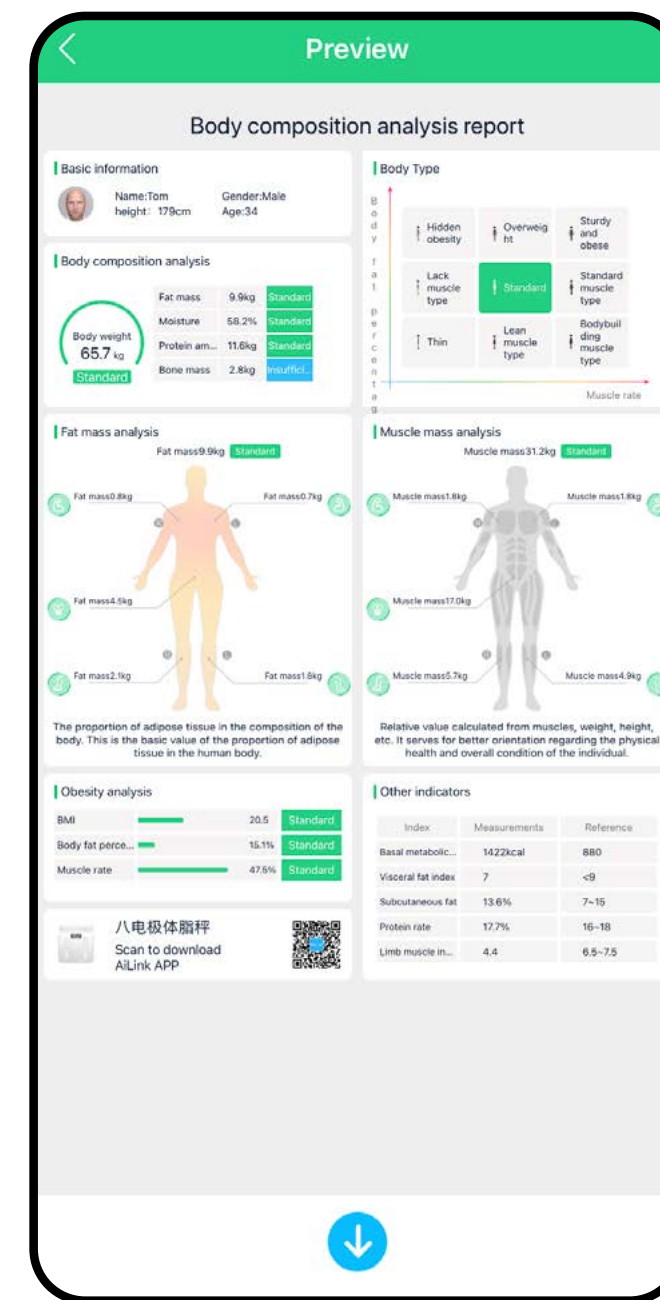 Preview
Body composition analysis report
Basic information
Name:Tom
Gender:Male
height: 179cm
Age:34
Body composition analysis
Body weight
65.7 kg
Standard
Fat mass 9.9kg Standard
Moisture 58.2% Standard
Protein am... 11.6kg Standard
Bone mass 2.8kg Insuffici...
Body Type
Body fat percentag
Hidden
obesity
Overweig
ht
Sturdy
and
obese
Lack
muscle
type
Standard
Standard
muscle
type
Thin
Lean
muscle
type
Bodybuil
ding
muscle
type
Muscle rate
Fat mass analysis
Fat mass9.9kg Standard
Fat mass0.8kg
Fat mass0.7kg
R
L
Fat mass4.5kg
R
L
Fat mass2.1kg
Fat mass1.8kg
The proportion of adipose tissue in the composition of the
body. This is the basic value of the proportion of adipose
tissue in the human body.
Muscle mass analysis
Muscle mass31.2kg Standard
Muscle mass1.8kg
Muscle mass1.8kg
R
L
Muscle mass17.0kg
R
L
Muscle mass5.7kg
Muscle mass4.9kg
Relative value calculated from muscles, weight, height,
etc. It serves for better orientation regarding the physical
health and overall condition of the individual.
Obesity analysis
BMI 20.5 Standard
Body fat perce... 15.1% Standard
Muscle rate 47.5% Standard
八电极体脂秤
Scan to download
AiLink APP
Other indicators
Index Measurements Reference
Basal metabolic... 1422kcal 880
Visceral fat index 7 <9
Subcutaneous fat 13.6% 7~15
Protein rate 17.7% 16~18
Limb muscle in... 4.4 6.5~7.5